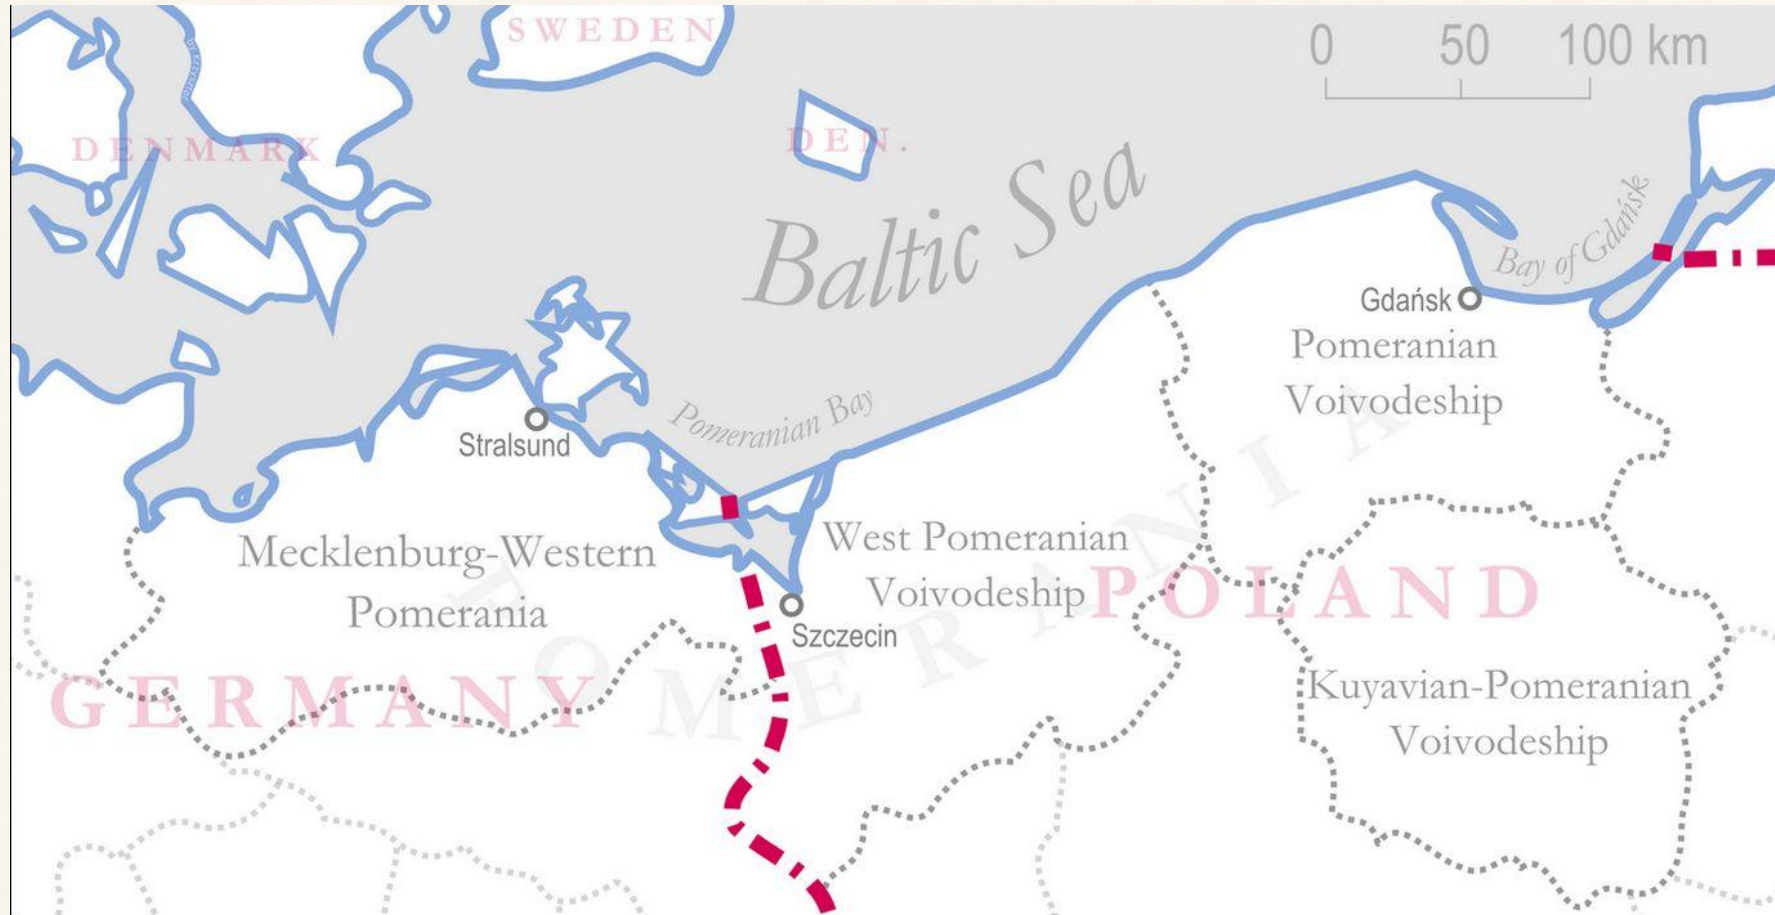 SWEDEN
0 50 100 km
DENMARK
DEN.
Baltic Sea
Bay of Gdańsk
Gdańsk
Pomeranian
Voivodeship
Pomeranian Bay
Stralsund
Mecklenburg-Western
Pomerania
West Pomeranian
Voivodeship
POLAND
Szczecin
POMERANIA
GERMANY
Kuyavian-Pomeranian
Voivodeship